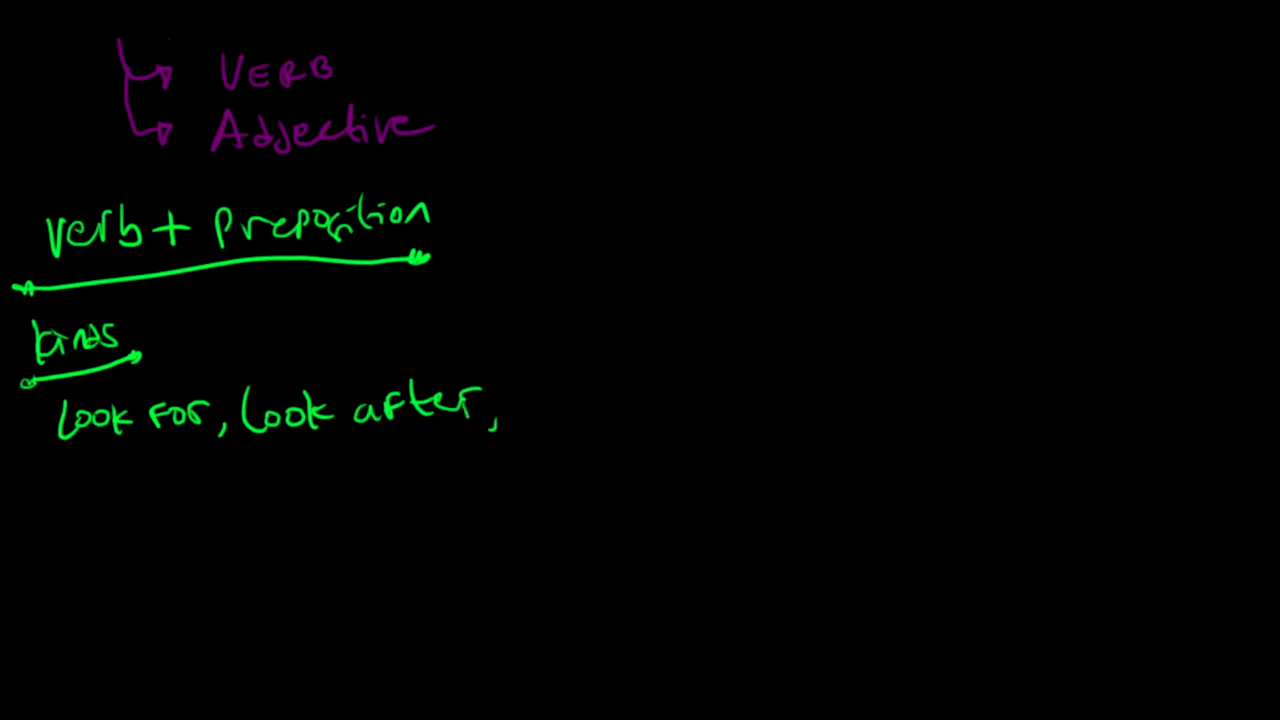 VERB
Adjective
verb + preposition
kinds
look for, look after,